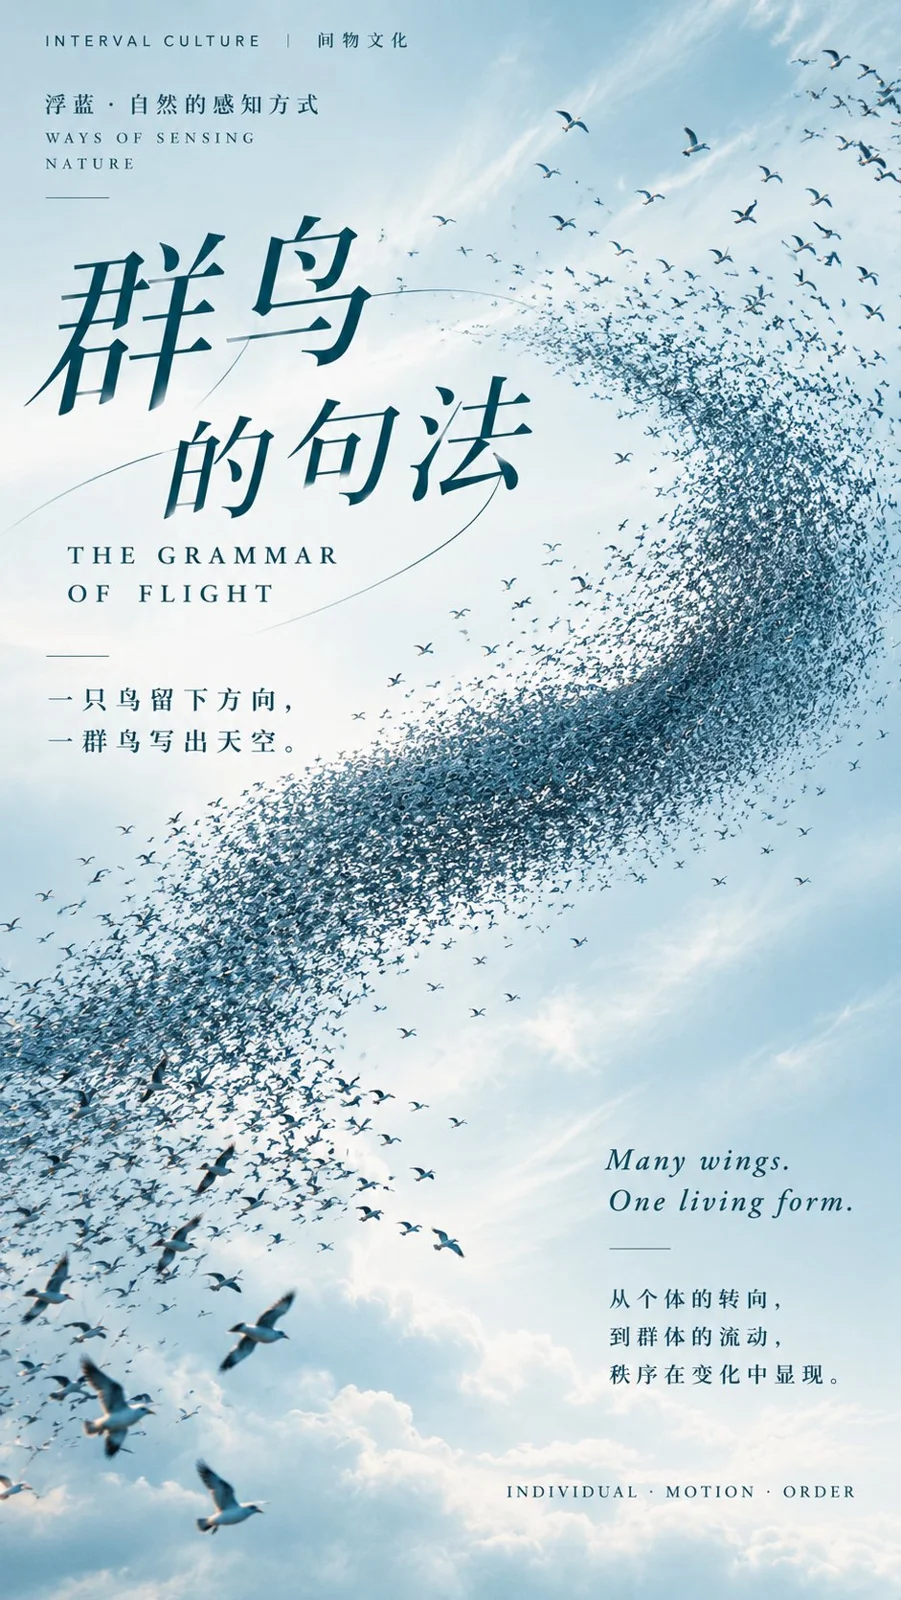 INTERVAL CULTURE | 间物文化
浮蓝·自然的感知方式
WAYS OF SENSING
NATURE
群鸟
的句法
THE GRAMMAR
OF FLIGHT
一只鸟留下方向，
一群鸟写出天空。
Many wings.
One living form.
从个体的转向，
到群体的流动，
秩序在变化中显现。
INDIVIDUAL · MOTION · ORDER